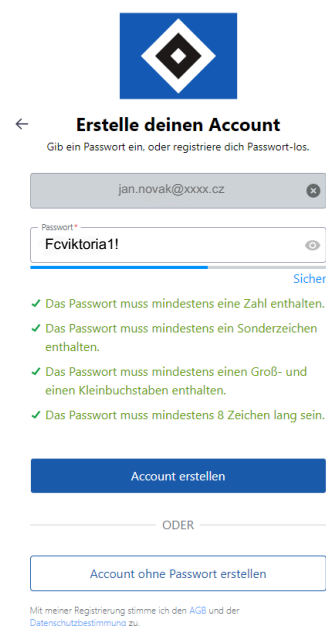 Erstelle deinen Account
Gib ein Passwort ein, oder registriere dich Passwort-los.
jan.novak@xxxx.cz
Passwort*
Fcviktoria1!
Sicher
Das Passwort muss mindestens eine Zahl enthalten.
Das Passwort muss mindestens ein Sonderzeichen
enthalten.
Das Passwort muss mindestens einen Groß- und
einen Kleinbuchstaben enthalten.
Das Passwort muss mindestens 8 Zeichen lang sein.
Account erstellen
ODER
Account ohne Passwort erstellen
Mit meiner Registrierung stimme ich den AGB und der
Datenschutzbestimmung zu.